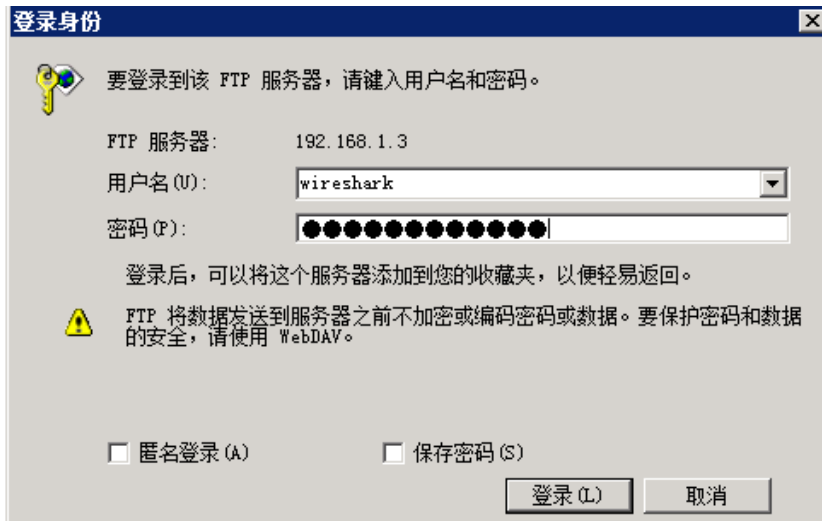 登录身份
要登录到该 FTP 服务器，请键入用户名和密码。
FTP 服务器: 192.168.1.3
用户名(U): wireshark
密码(P): ●●●●●●●●●●●●
登录后，可以将这个服务器添加到您的收藏夹，以便轻易返回。
FTP 将数据发送到服务器之前不加密或编码密码或数据。要保护密码和数据
的安全，请使用 WebDAV。
匿名登录(A) 保存密码(S)
登录(L) 取消